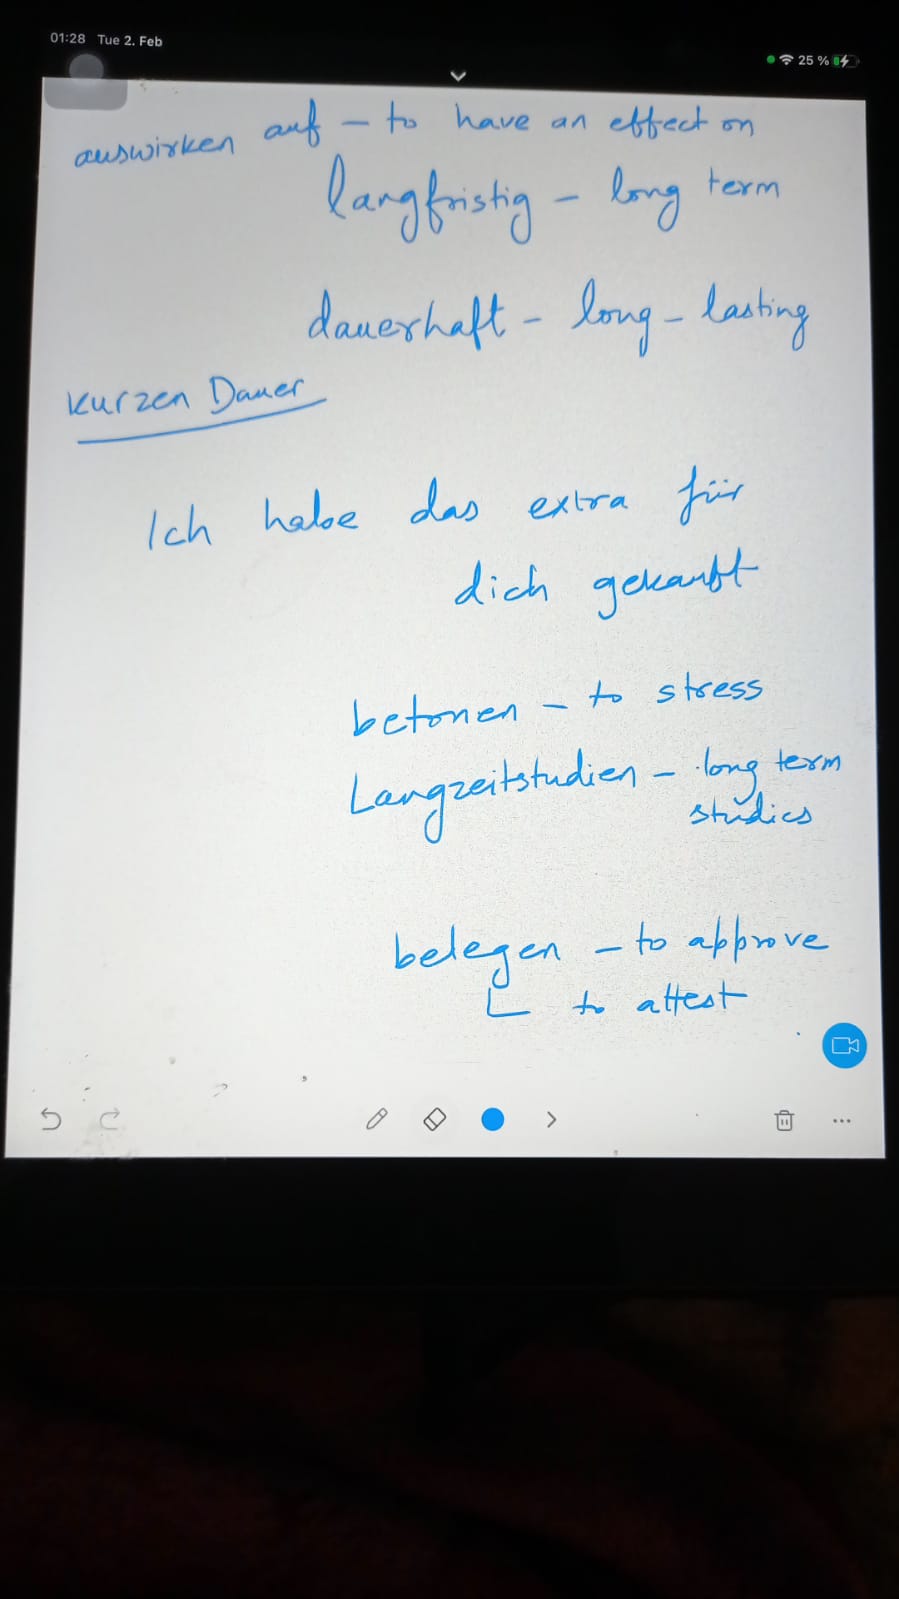 01:28 Tue 2. Feb
25 %
auswirken auf – to have an effect on
langfristig – long term
dauerhaft – long-lasting
kurzen Dauer
Ich habe das extra für
dich gekauft
betonen – to stress
Langzeitstudien – long term
studies
belegen – to approve
to attest